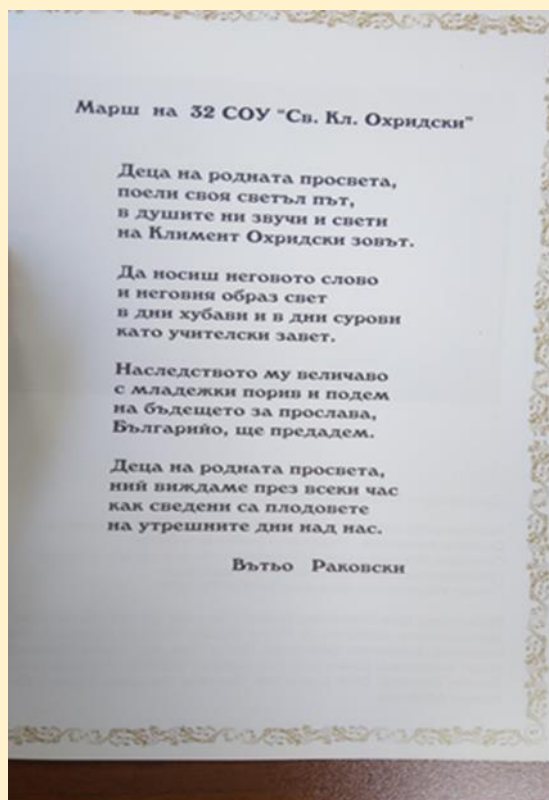 Марш на 32 СОУ "Св. Кл. Охридски"
Деца на родната просвета,
поели своя светъл път,
в душите ни звучи и свети
на Климент Охридски зовът.
Да носиш неговото слово
и неговия образ свет
в дни хубави и в дни сурови
като учителски завет.
Наследството му величаво
с младежки порив и подем
на бъдещето за прослава,
Българийо, ще предадем.
Деца на родната просвета,
ний виждаме през всеки час
как сведени са плодовете
на утрешните дни над нас.
Вътьо Раковски